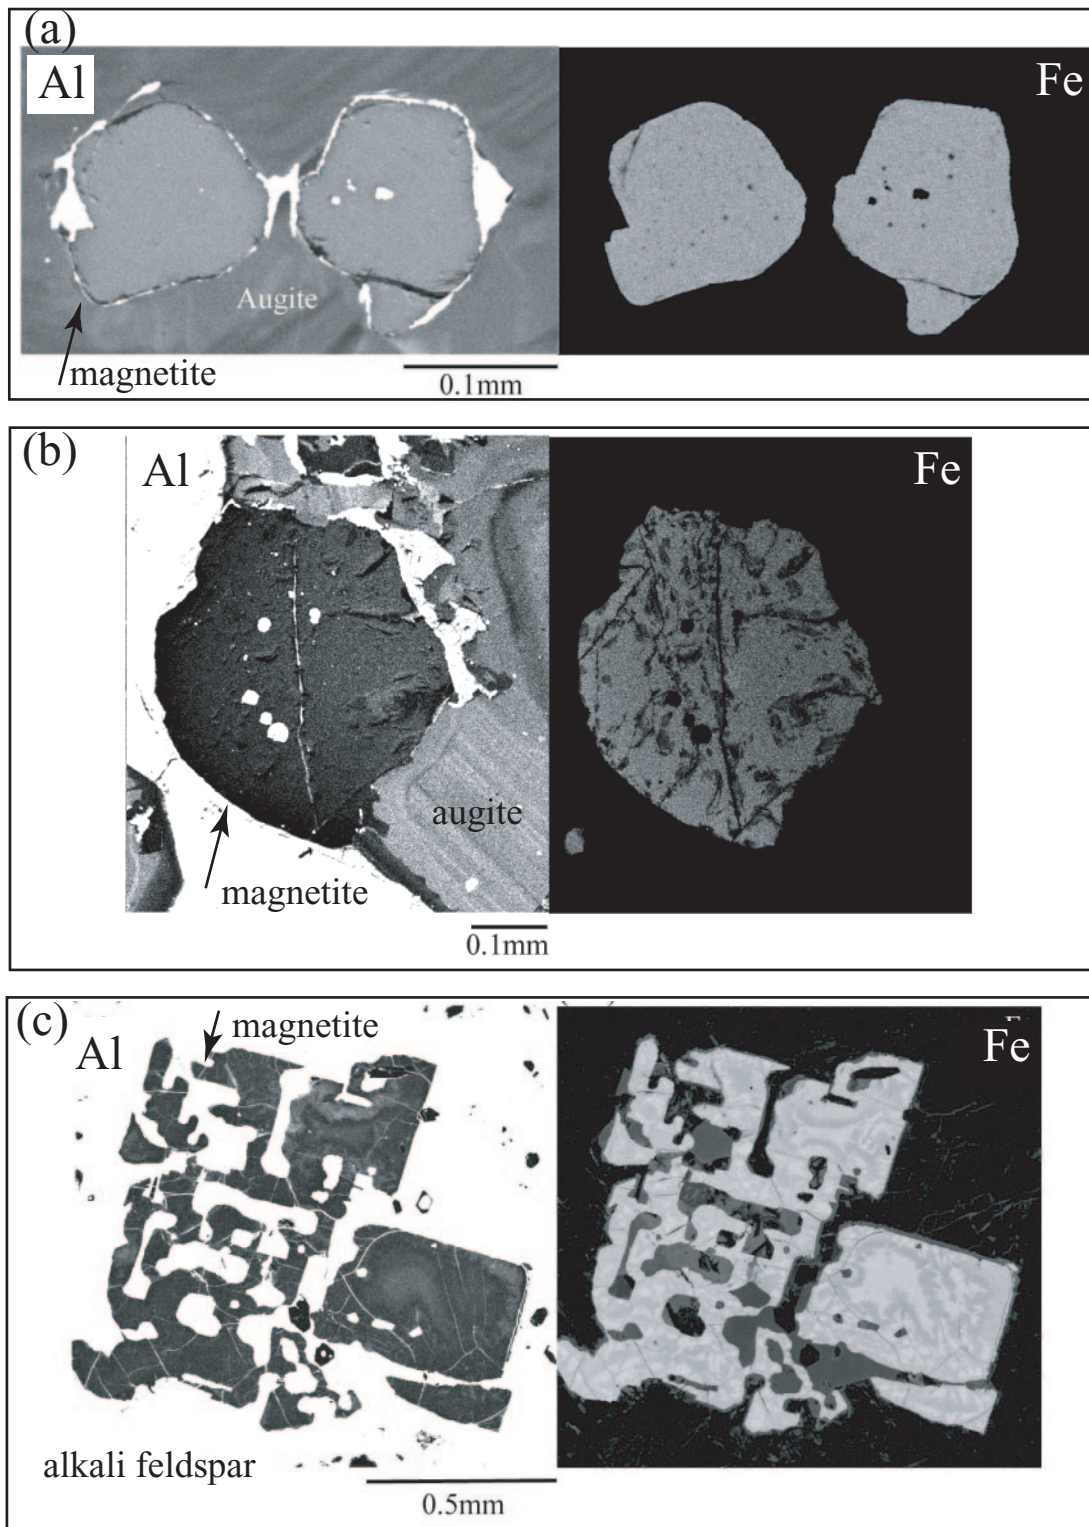 (a)
Al
Fe
Augite
magnetite
0.1mm
(b)
Al
Fe
augite
magnetite
0.1mm
(c)
magnetite
Al
Fe
alkali feldspar
0.5mm